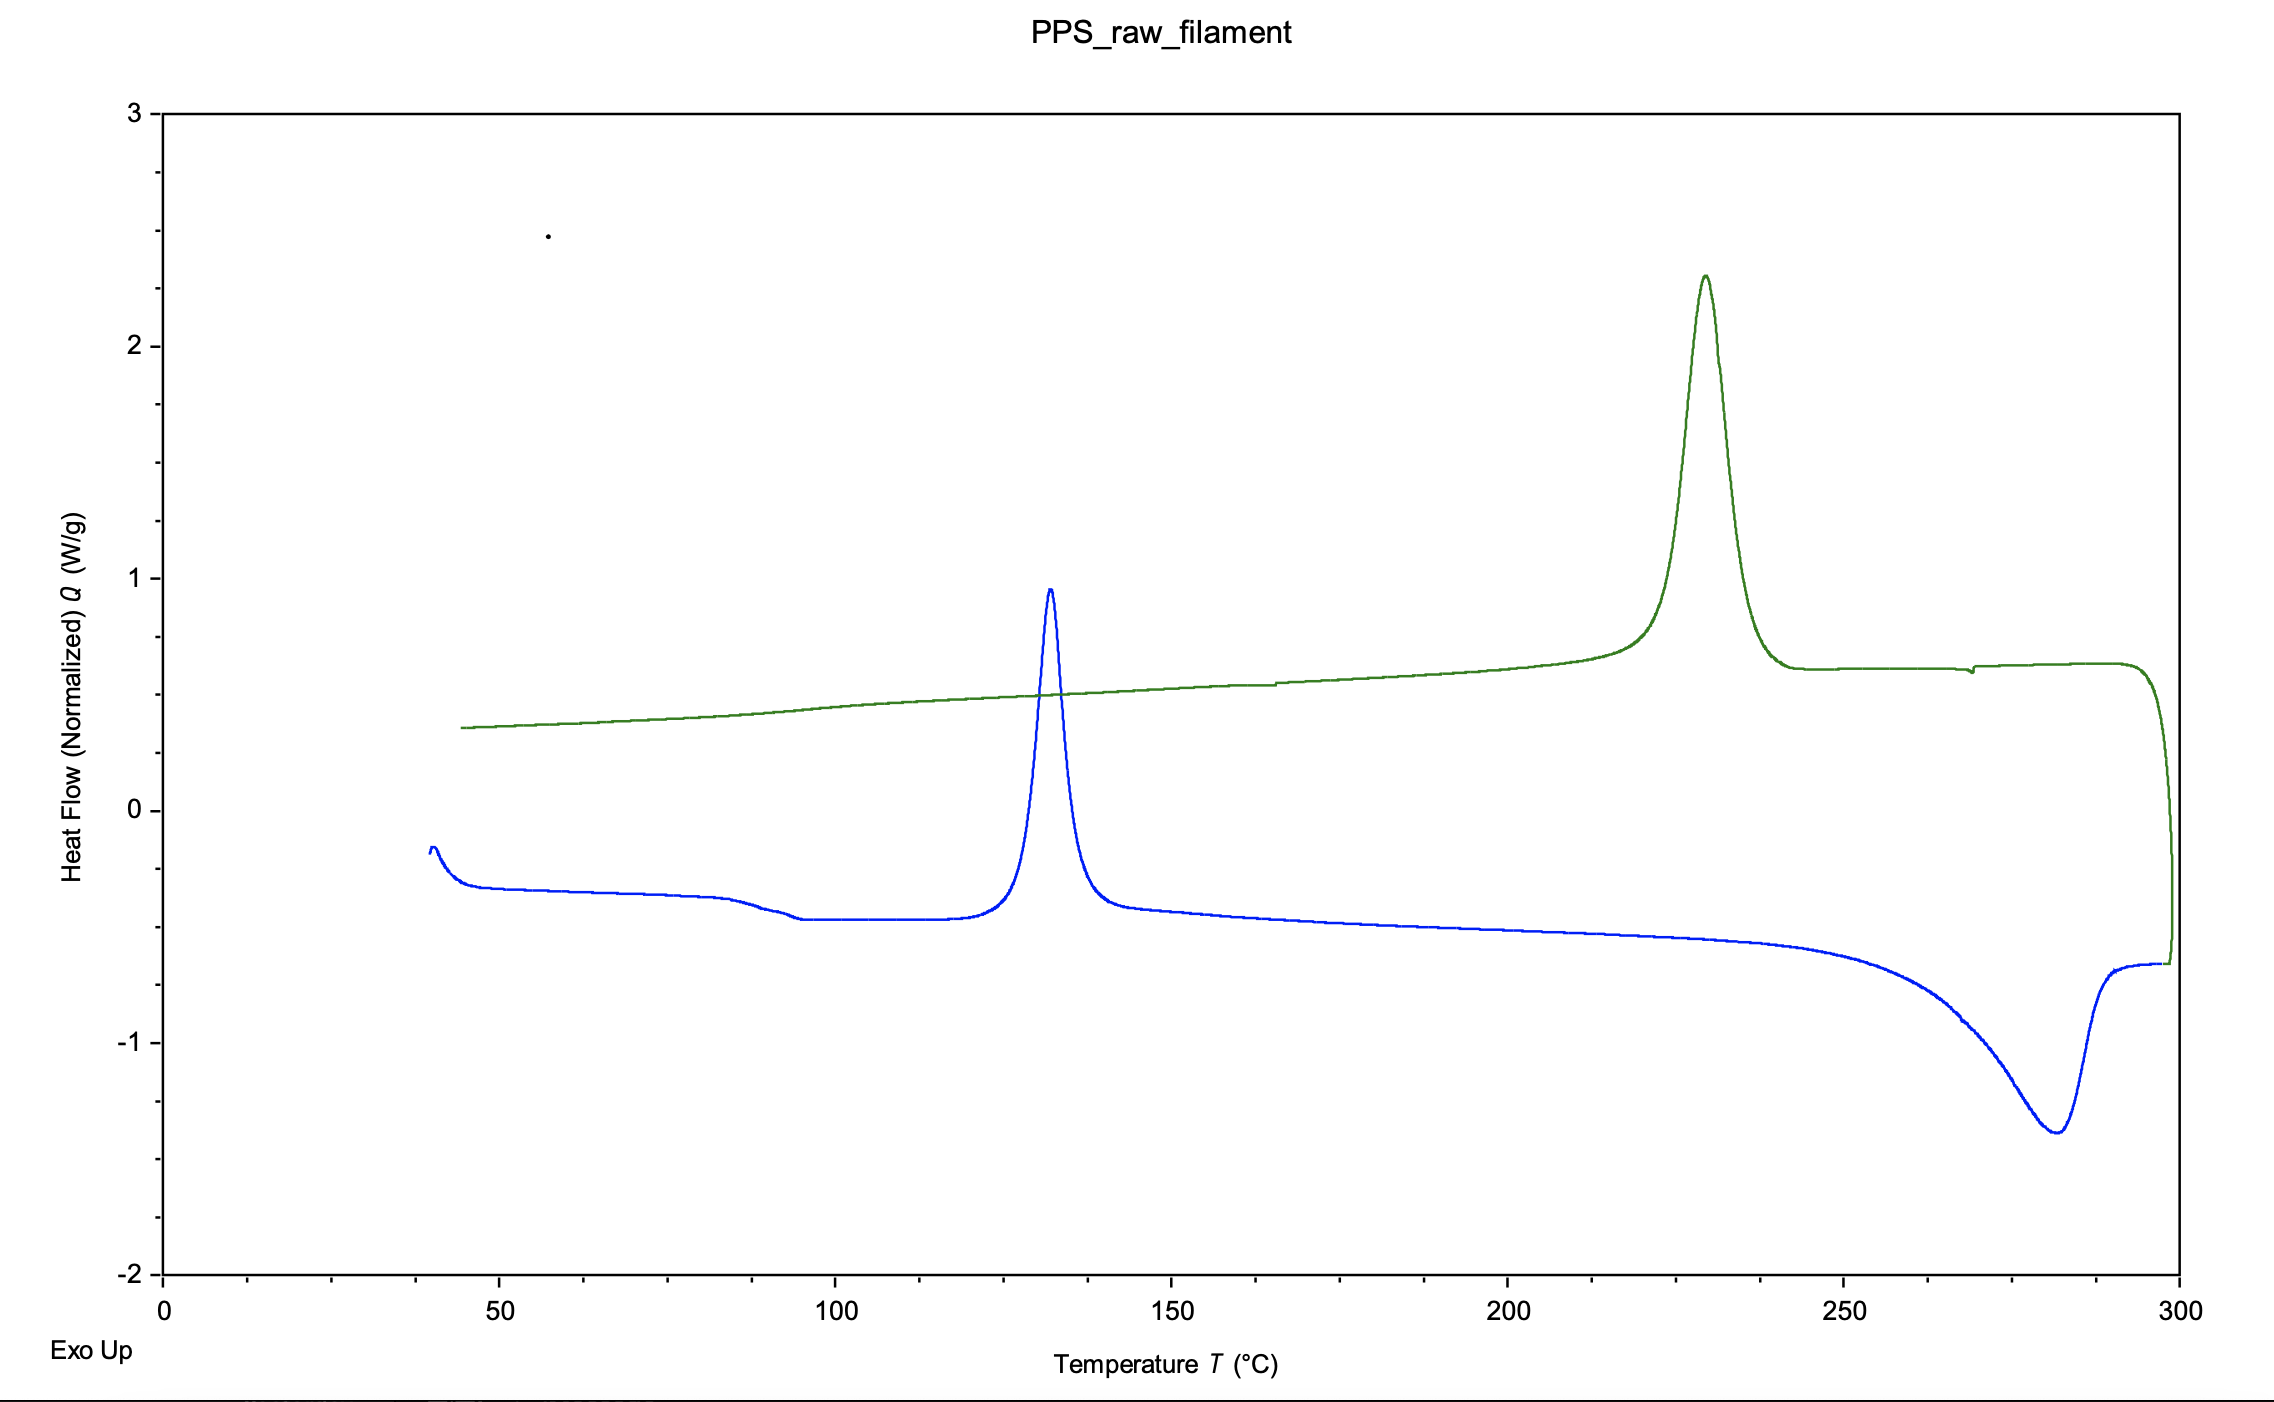 PPS_raw_filament
3
2
1
0
-1
-2
Heat Flow (Normalized) Q (W/g)
0 50 100 150 200 250 300
Exo Up
Temperature T (°C)